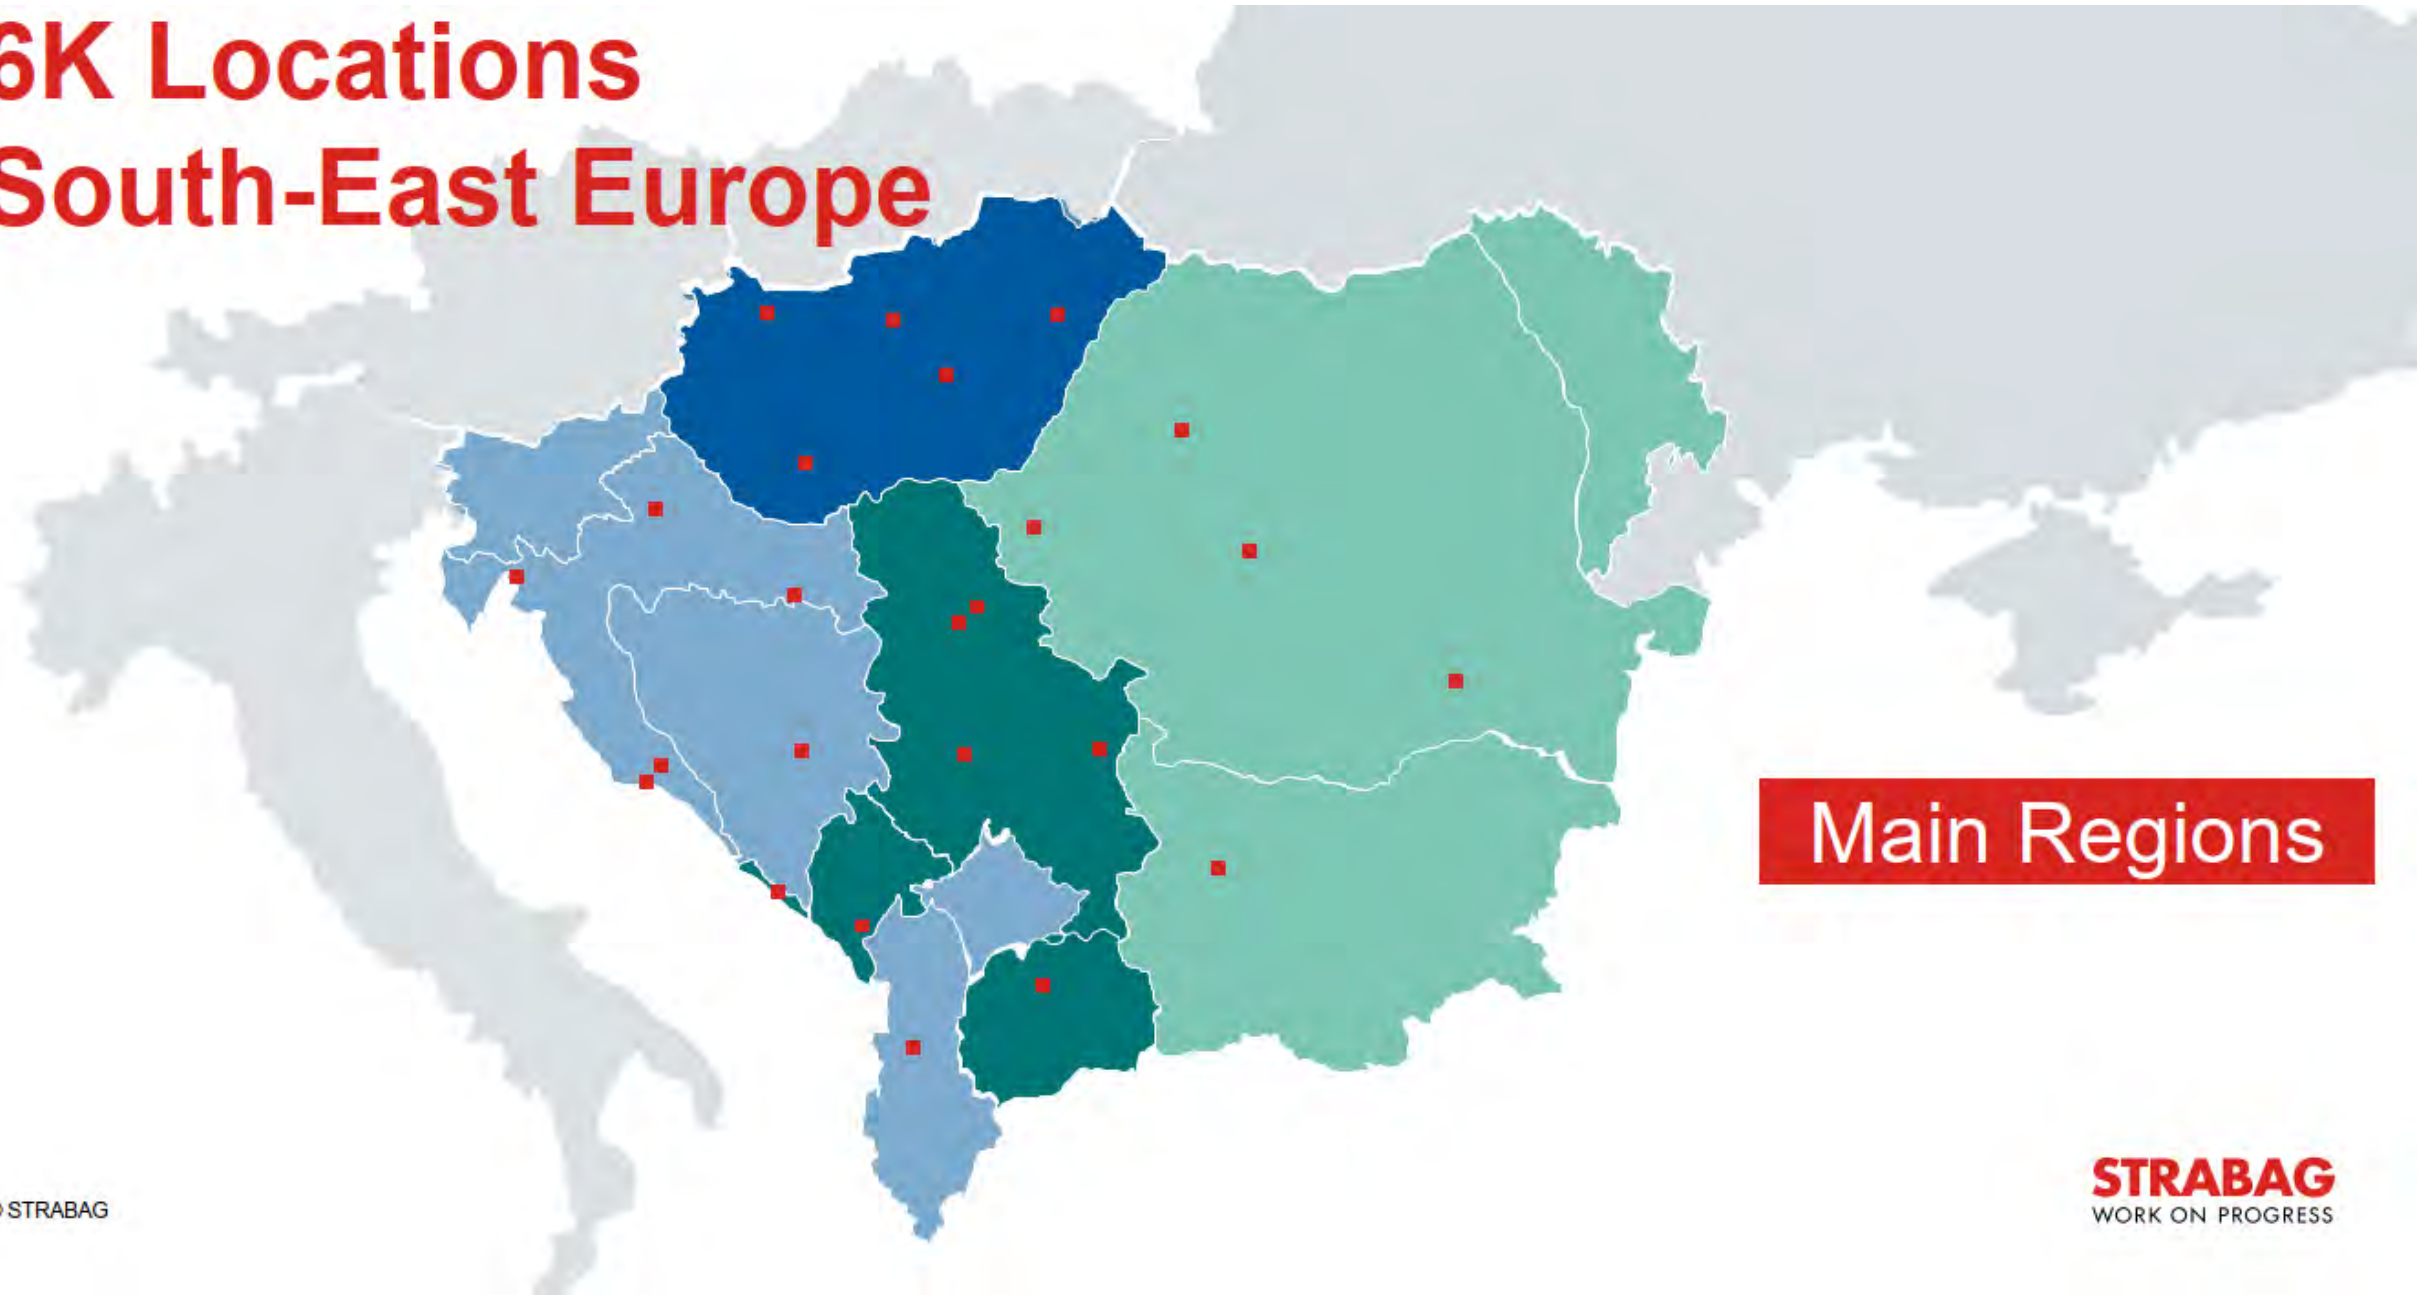 6K Locations
South-East Europe
Main Regions
STRABAG
WORK ON PROGRESS
STRABAG